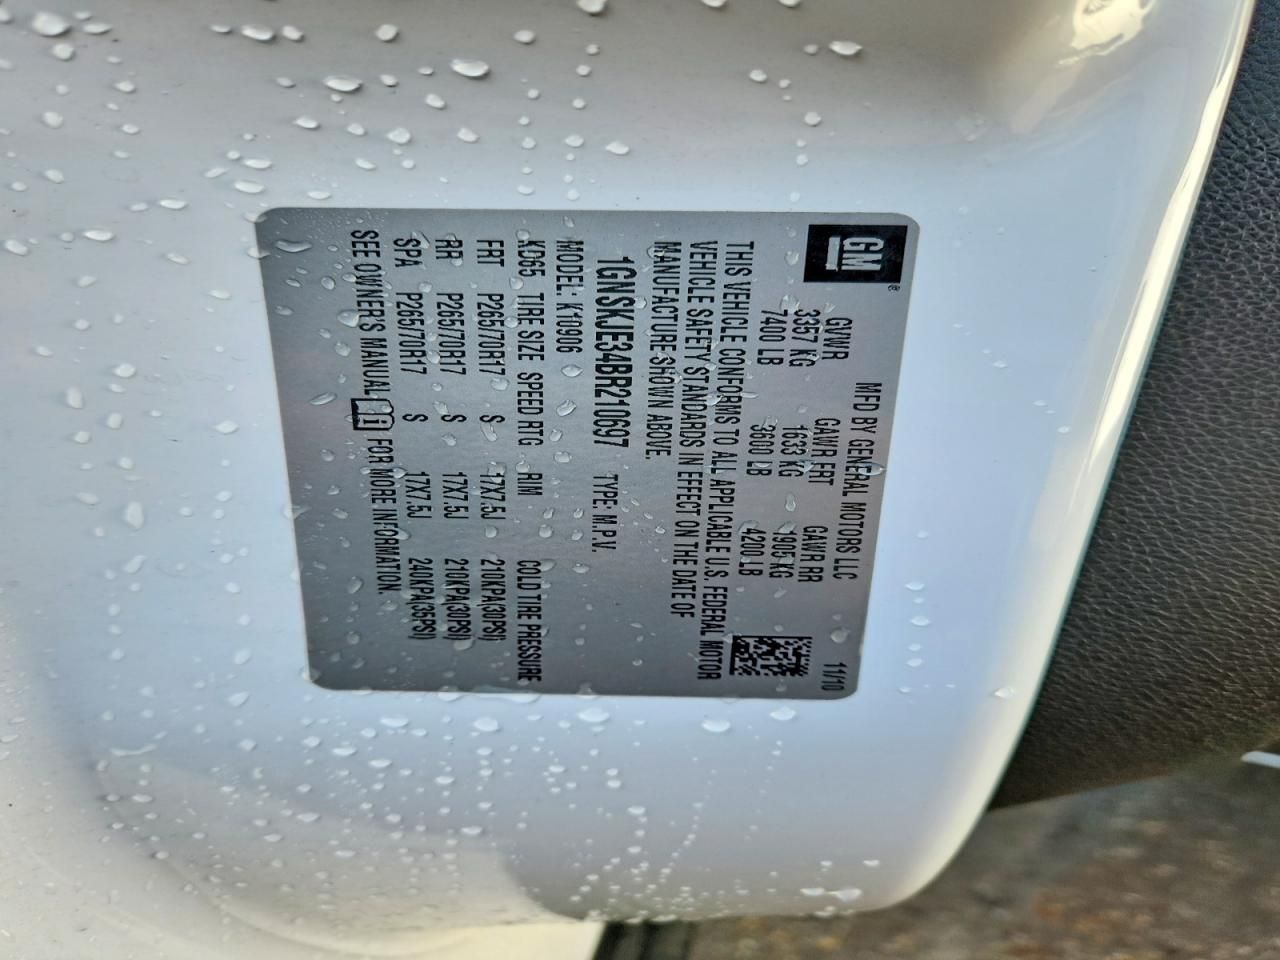 GM®
MFD BY GENERAL MOTORS LLC 11/10
GVWR GAWR FRT GAWR RR
3357 KG 1633 KG 1905 KG
7400 LB 3600 LB 4200 LB
THIS VEHICLE CONFORMS TO ALL APPLICABLE U.S. FEDERAL MOTOR
VEHICLE SAFETY STANDARDS IN EFFECT ON THE DATE OF
MANUFACTURE SHOWN ABOVE.
1GNSKJE34BR210697 TYPE: M.P.V.
MODEL: K10906
KD65 TIRE SIZE SPEED RTG RIM COLD TIRE PRESSURE
FRT P265/70R17 S 17X7.5J 210KPA(30PSI)
RR P265/70R17 S 17X7.5J 210KPA(30PSI)
SPA P265/70R17 S 17X7.5J 240KPA(35PSI)
SEE OWNER'S MANUAL FOR MORE INFORMATION.